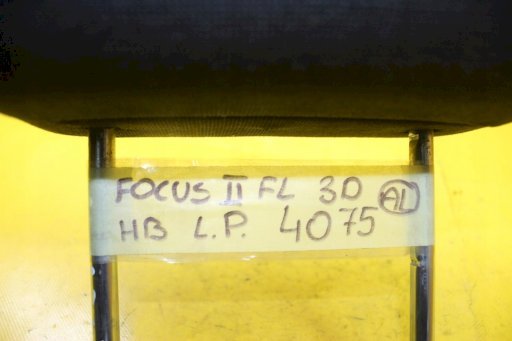 FOCUS II FL 3D AL
HB L.P. 4075